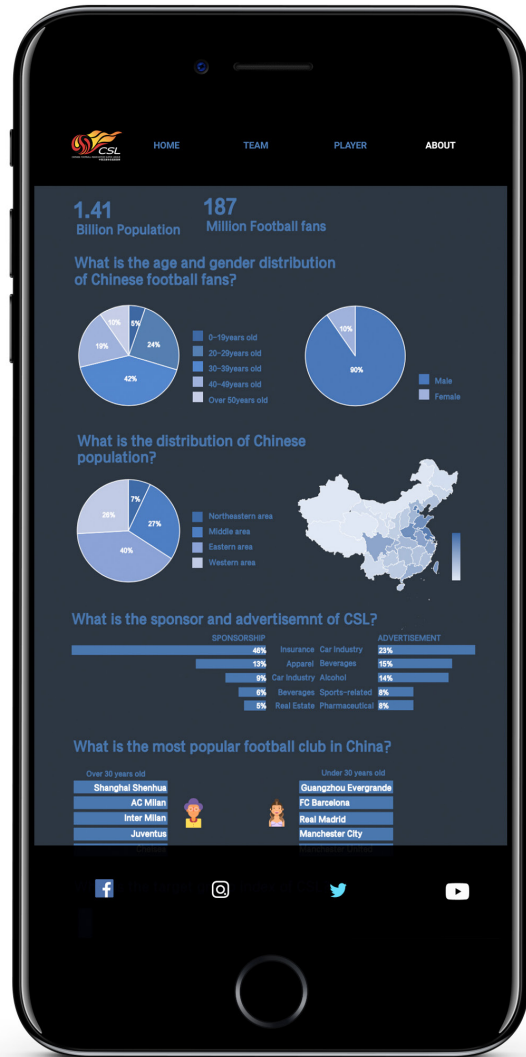 CSL
HOME
TEAM
PLAYER
ABOUT
1.41
Billion Population
187
Million Football fans
What is the age and gender distribution
of Chinese football fans?
10%
5%
19%
24%
42%
0-19years old
20-29years old
30-39years old
40-49years old
Over 50years old
10%
90%
Male
Female
What is the distribution of Chinese
population?
7%
26%
27%
40%
Northeastern area
Middle area
Eastern area
Western area
What is the sponsor and advertisemnt of CSL?
SPONSORSHIP
ADVERTISEMENT
46% Insurance Car Industry 23%
13% Apparal Beverages 15%
9% Car Industry Alcohol 14%
6% Beverages Sports-related 8%
5% Real Estate Pharmaceutical 8%
What is the most popular football club in China?
Over 30 years old
Shanghai Shenhua
AC Milan
Inter Milan
Juventus
Under 30 years old
Guangzhou Evergrande
FC Barcelona
Real Madrid
Manchester City
Manchester United